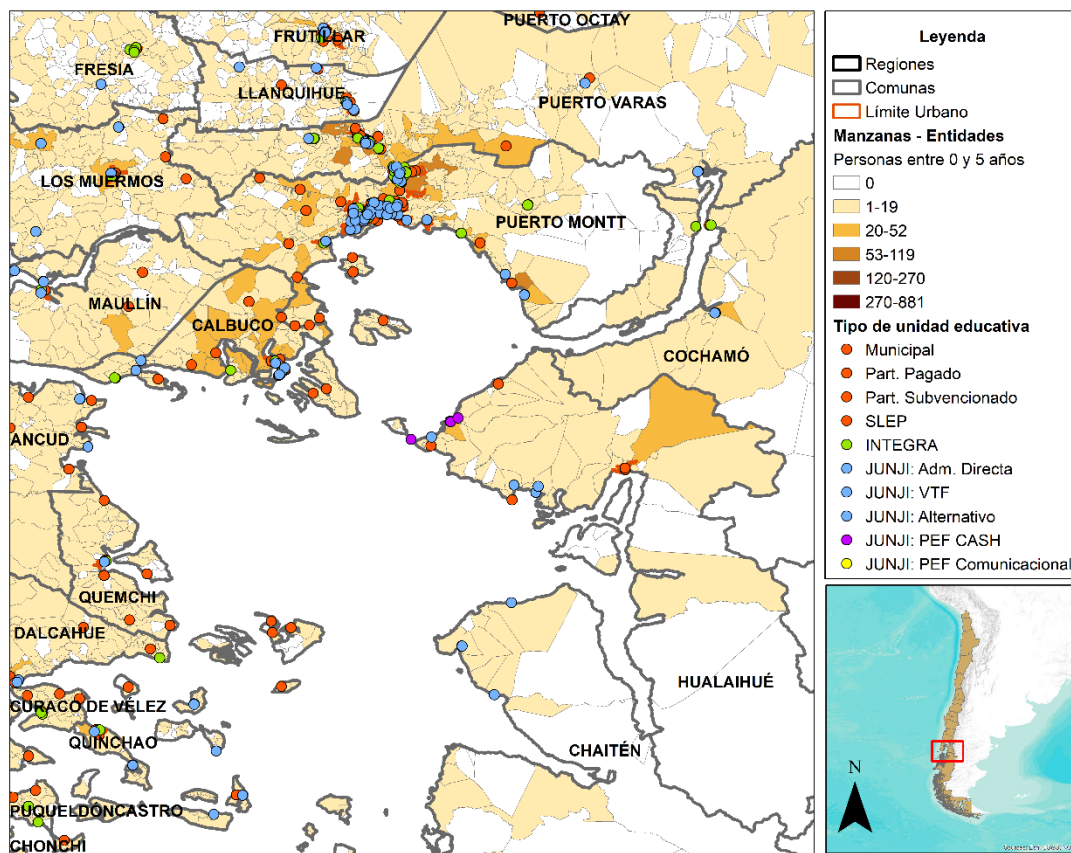 PUERTO OCTAY
FRUTILLAR
FRESIA
LLANQUIHUE
PUERTO VARAS
LOS MUERMOS
PUERTO MONTT
MAULLÍN
CALBUCO
COCHAMÓ
ANCUD
QUEMCHI
DALCAHUE
HUALAIHUÉ
CURACO DE VÉLEZ
QUINCHAO
CHAITÉN
PUQUELDÓN
CASTRO
CHONCHI
Leyenda
Regiones
Comunas
Límite Urbano
Manzanas - Entidades
Personas entre 0 y 5 años
0
1-19
20-52
53-119
120-270
270-881
Tipo de unidad educativa
Municipal
Part. Pagado
Part. Subvencionado
SLEP
INTEGRA
JUNJI: Adm. Directa
JUNJI: VTF
JUNJI: Alternativo
JUNJI: PEF CASH
JUNJI: PEF Comunicacional
N